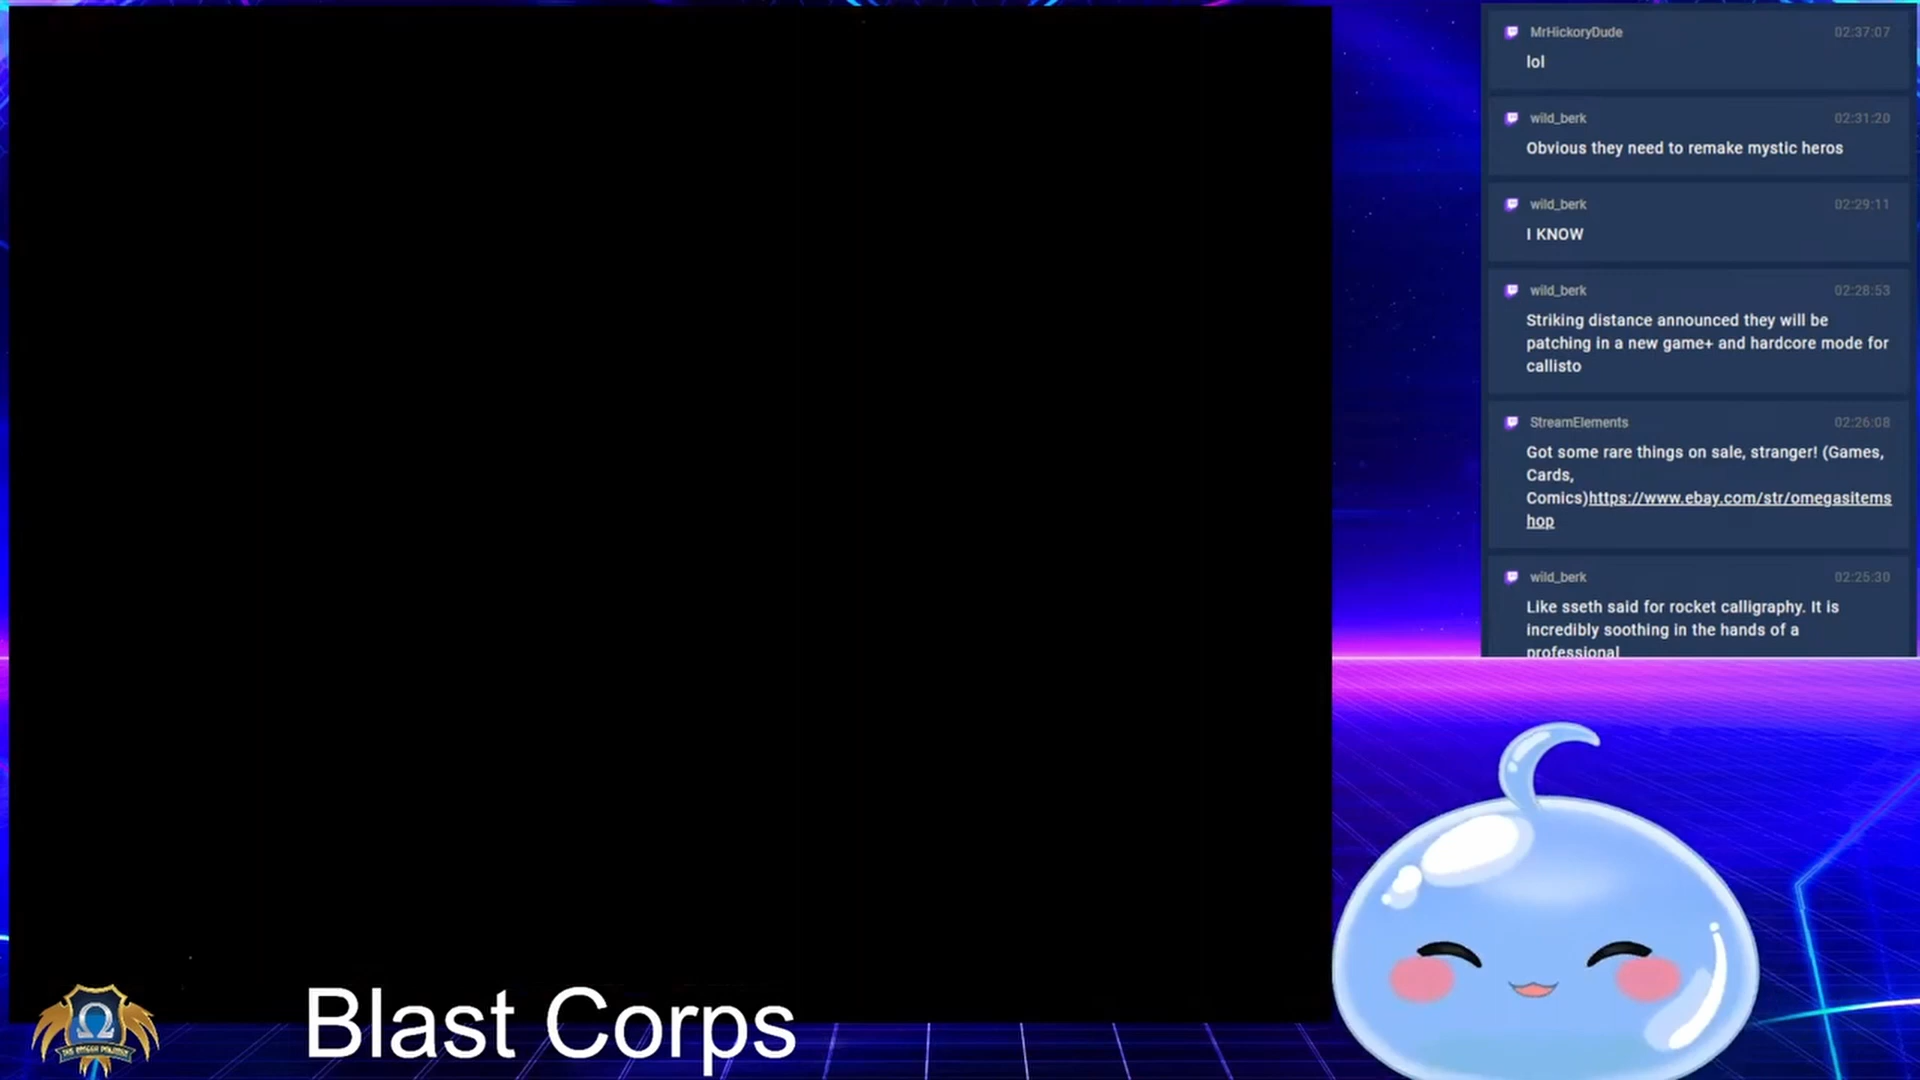 MrHickoryDude 02:37:07
lol
wild_berk 02:31:20
Obvious they need to remake mystic heros
wild_berk 02:29:11
I KNOW
wild_berk 02:28:53
Striking distance announced they will be
patching in a new game+ and hardcore mode for
callisto
StreamElements 02:26:08
Got some rare things on sale, stranger! (Games,
Cards,
Comics)https://www.ebay.com/str/omegasitems
hop
wild_berk 02:25:30
Like sseth said for rocket calligraphy. It is
incredibly soothing in the hands of a
professional
Blast Corps
Ω